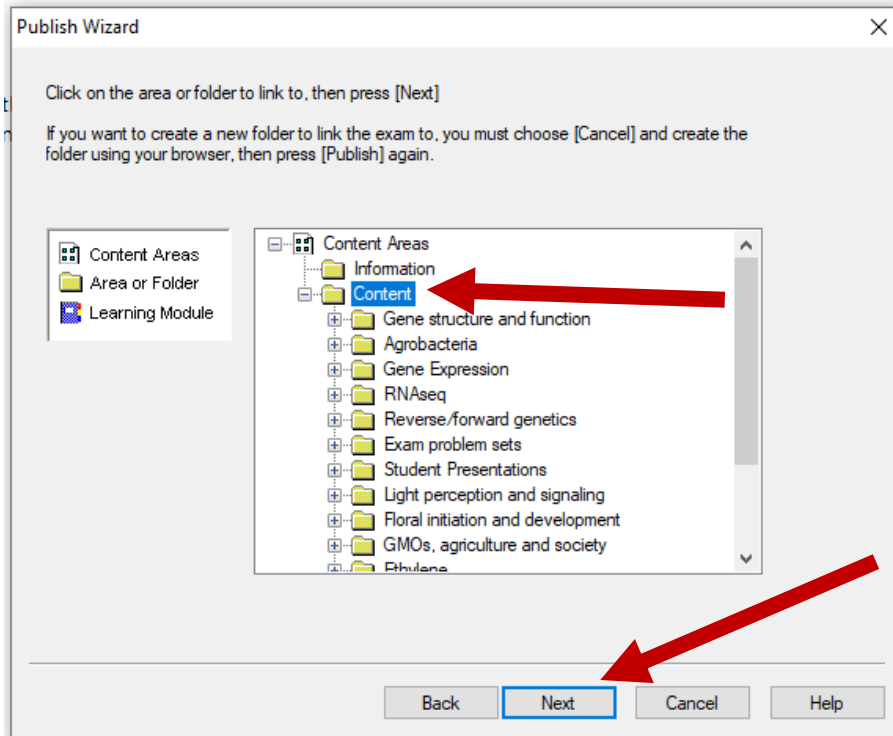 Publish Wizard
Click on the area or folder to link to, then press [Next]
If you want to create a new folder to link the exam to, you must choose [Cancel] and create the
folder using your browser, then press [Publish] again.
Content Areas
Area or Folder
Learning Module
Content Areas
Information
Content
Gene structure and function
Agrobacteria
Gene Expression
RNAseq
Reverse/forward genetics
Exam problem sets
Student Presentations
Light perception and signaling
Floral initiation and development
GMOs, agriculture and society
Ethylene
Back
Next
Cancel
Help